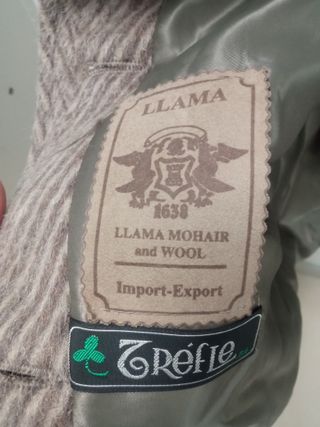 LLAMA
1638
LLAMA MOHAIR
and WOOL
Import-Export
Tréfle